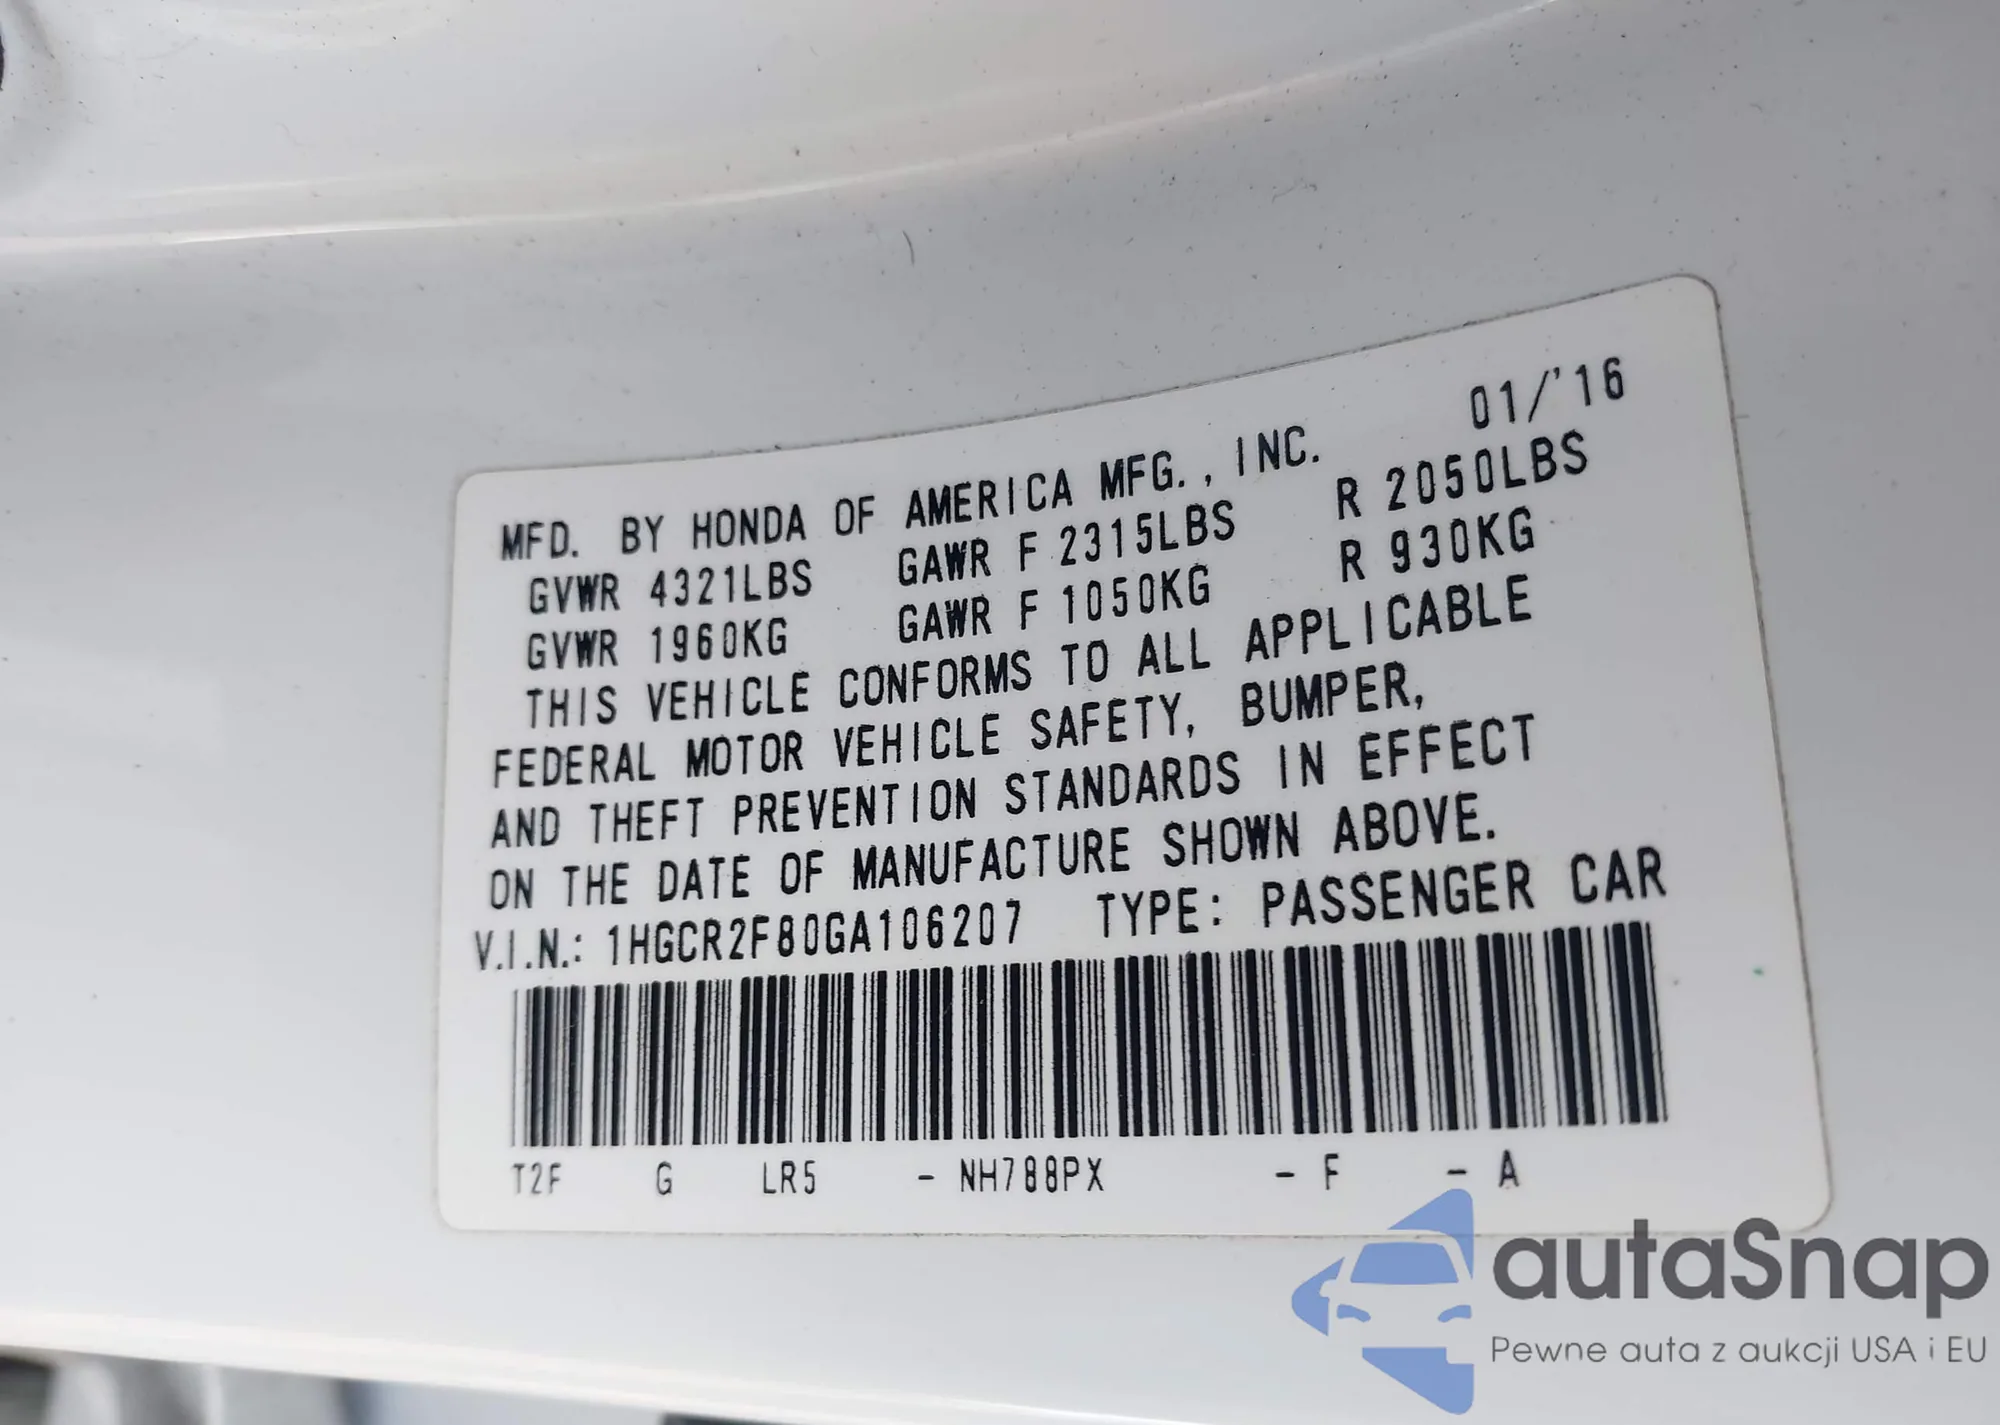 01/'16
MFD. BY HONDA OF AMERICA MFG., INC.
GVWR 4321LBS GAWR F 2315LBS R 2050LBS
GVWR 1960KG GAWR F 1050KG R 930KG
THIS VEHICLE CONFORMS TO ALL APPLICABLE
FEDERAL MOTOR VEHICLE SAFETY, BUMPER,
AND THEFT PREVENTION STANDARDS IN EFFECT
ON THE DATE OF MANUFACTURE SHOWN ABOVE.
V.I.N.: 1HGCR2F80GA106207 TYPE: PASSENGER CAR
T2F G LR5 - NH788PX - F - A
autaSnap
Pewne auta z aukcji USA i EU